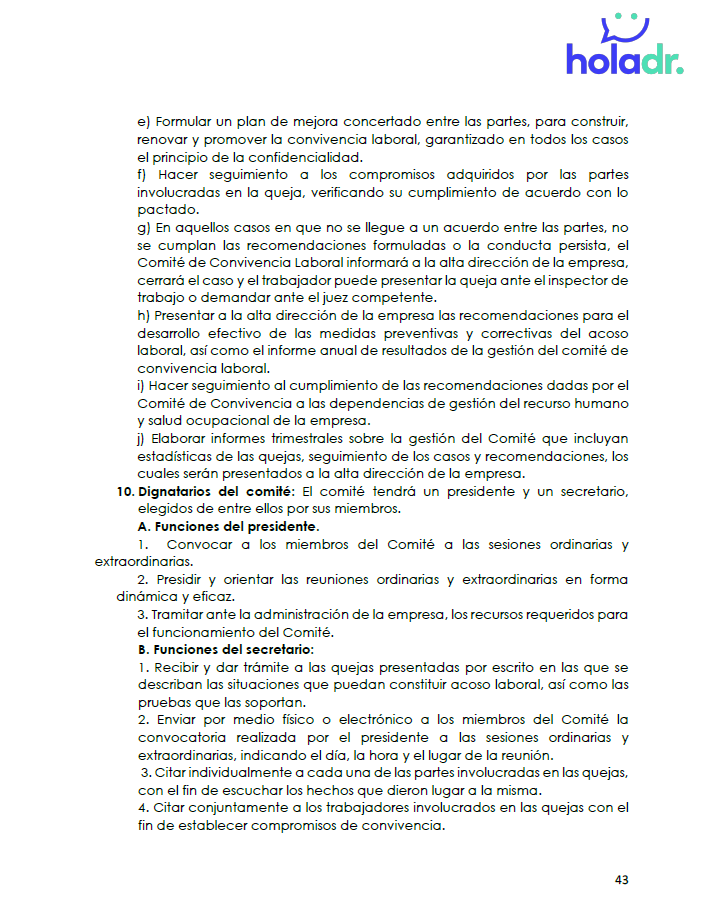 holadr.
e) Formular un plan de mejora concertado entre las partes, para construir,
renovar y promover la convivencia laboral, garantizado en todos los casos
el principio de la confidencialidad.
f) Hacer seguimiento a los compromisos adquiridos por las partes
involucradas en la queja, verificando su cumplimiento de acuerdo con lo
pactado.
g) En aquellos casos en que no se llegue a un acuerdo entre las partes, no
se cumplan las recomendaciones formuladas o la conducta persista, el
Comité de Convivencia Laboral informará a la alta dirección de la empresa,
cerrará el caso y el trabajador puede presentar la queja ante el inspector de
trabajo o demandar ante el juez competente.
h) Presentar a la alta dirección de la empresa las recomendaciones para el
desarrollo efectivo de las medidas preventivas y correctivas del acoso
laboral, así como el informe anual de resultados de la gestión del comité de
convivencia laboral.
i) Hacer seguimiento al cumplimiento de las recomendaciones dadas por el
Comité de Convivencia a las dependencias de gestión del recurso humano
y salud ocupacional de la empresa.
j) Elaborar informes trimestrales sobre la gestión del Comité que incluyan
estadísticas de las quejas, seguimiento de los casos y recomendaciones, los
cuales serán presentados a la alta dirección de la empresa.
10. Dignatarios del comité: El comité tendrá un presidente y un secretario,
elegidos de entre ellos por sus miembros.
A. Funciones del presidente.
1. Convocar a los miembros del Comité a las sesiones ordinarias y
extraordinarias.
2. Presidir y orientar las reuniones ordinarias y extraordinarias en forma
dinámica y eficaz.
3. Tramitar ante la administración de la empresa, los recursos requeridos para
el funcionamiento del Comité.
B. Funciones del secretario:
1. Recibir y dar trámite a las quejas presentadas por escrito en las que se
describan las situaciones que puedan constituir acoso laboral, así como las
pruebas que las soportan.
2. Enviar por medio físico o electrónico a los miembros del Comité la
convocatoria realizada por el presidente a las sesiones ordinarias y
extraordinarias, indicando el día, la hora y el lugar de la reunión.
3. Citar individualmente a cada una de las partes involucradas en las quejas,
con el fin de escuchar los hechos que dieron lugar a la misma.
4. Citar conjuntamente a los trabajadores involucrados en las quejas con el
fin de establecer compromisos de convivencia.
43